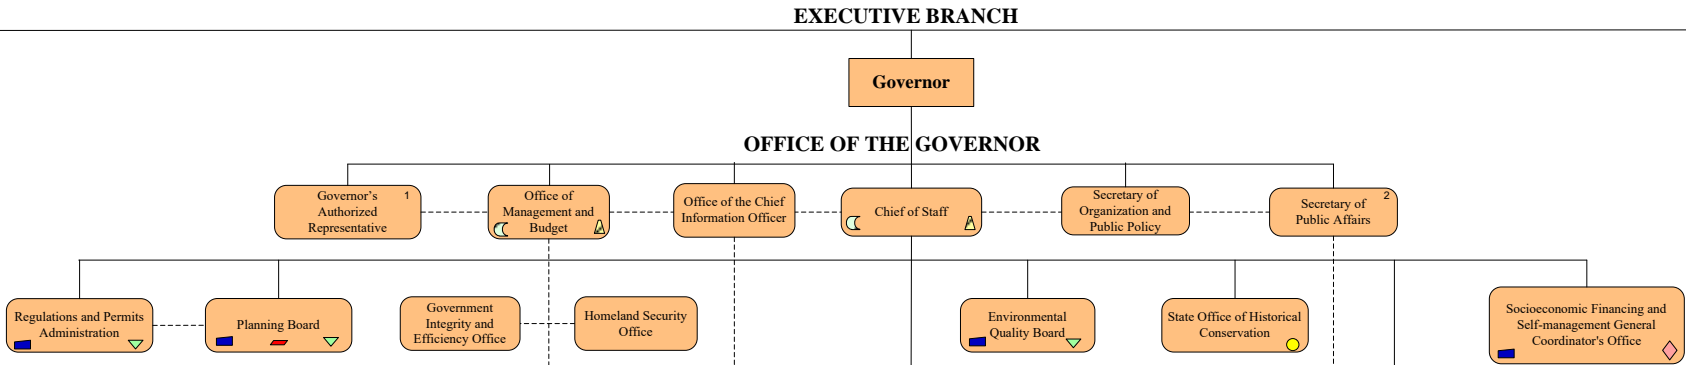 EXECUTIVE BRANCH
Governor
OFFICE OF THE GOVERNOR
Governor's
Authorized
Representative
1
Office of
Management and
Budget
Office of the Chief
Information Officer
Chief of Staff
Secretary of
Organization and
Public Policy
Secretary of
Public Affairs
2
Regulations and Permits
Administration
Planning Board
Government
Integrity and
Efficiency Office
Homeland Security
Office
Environmental
Quality Board
State Office of Historical
Conservation
Socioeconomic Financing and
Self-management General
Coordinator's Office